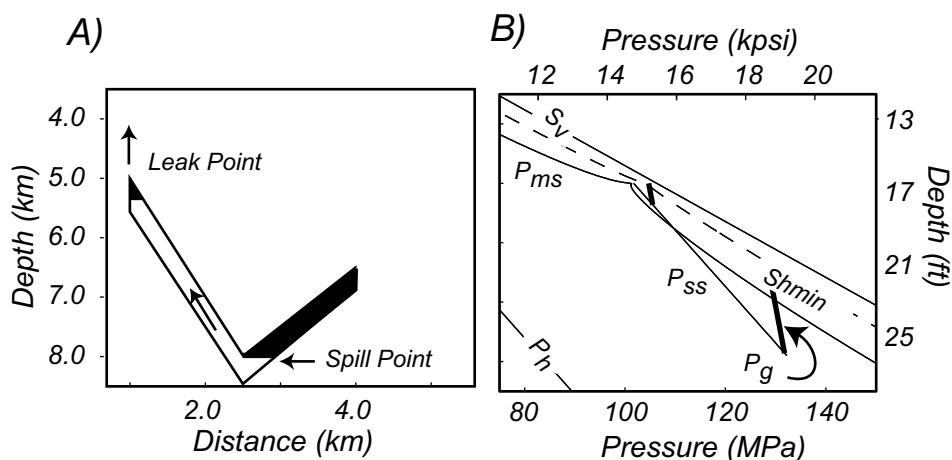 A)
4.0
5.0
6.0
7.0
8.0
Depth (km)
Leak Point
Spill Point
2.0 4.0
Distance (km)
B)
Pressure (kpsi)
12 14 16 18 20
13
17
21
25
Depth (ft)
Sv
Pms
Pss
Shmin
Ph
Pg
80 100 120 140
Pressure (MPa)